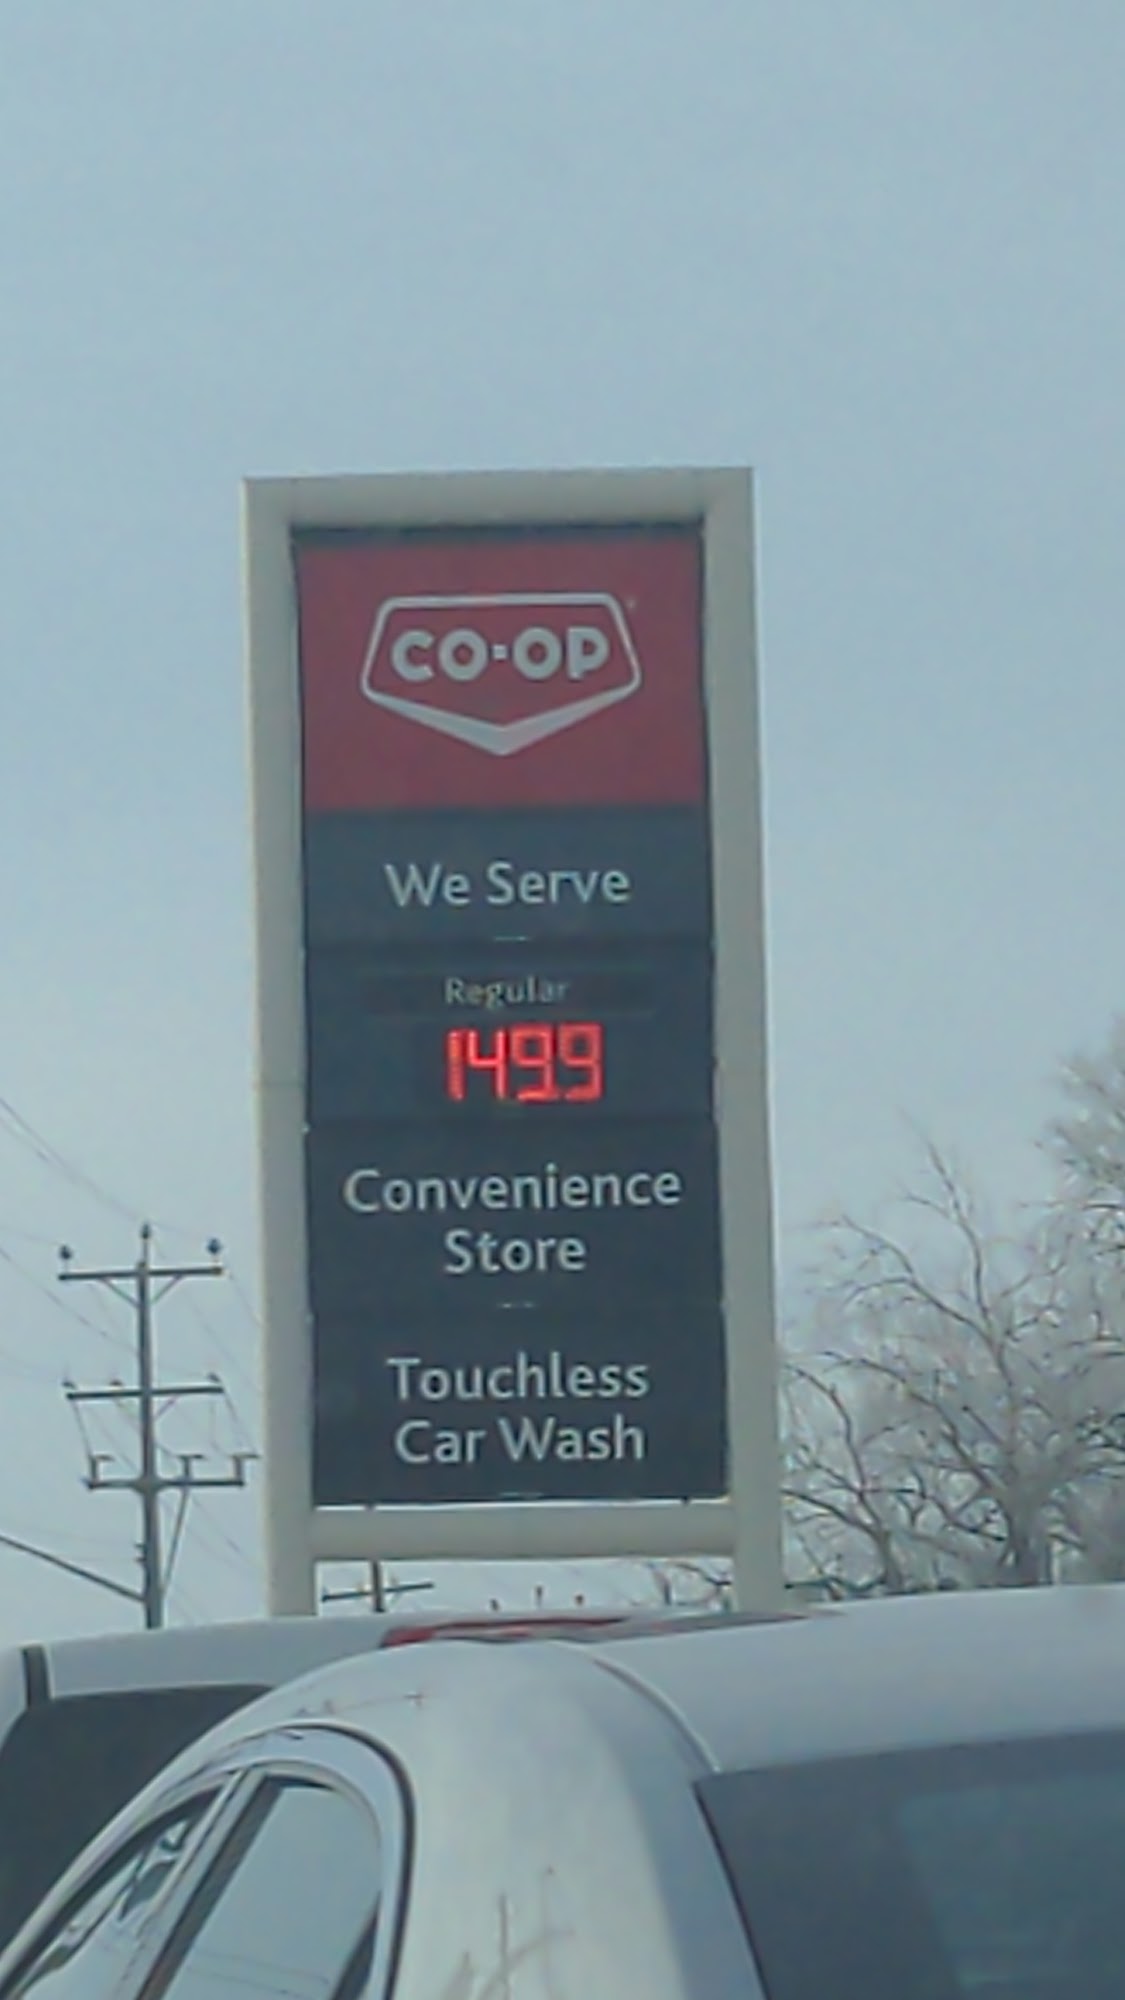 CO-OP
We Serve
Regular
149.9
Convenience
Store
Touchless
Car Wash